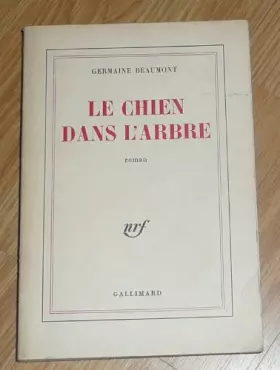 GERMAINE BEAUMONT
LE CHIEN
DANS L'ARBRE
roman
nrf
GALLIMARD